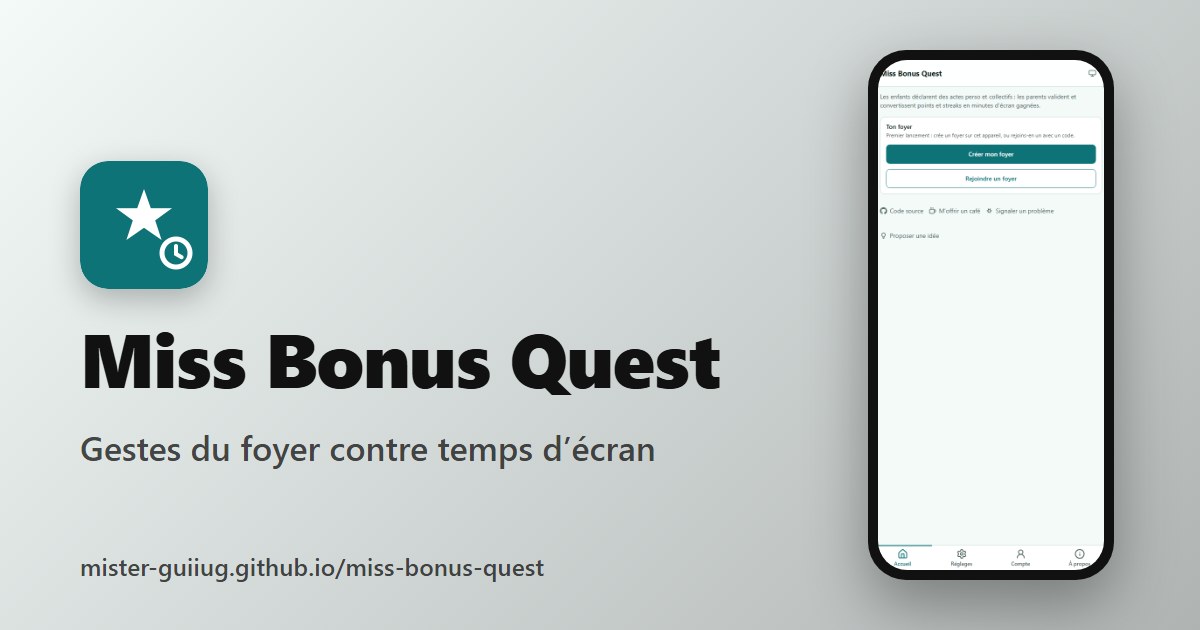 Miss Bonus Quest
Gestes du foyer contre temps d’écran
mister-guiiug.github.io/miss-bonus-quest
Miss Bonus Quest
Les enfants déclarent des actes perso et collectifs : les parents valident et
convertissent points et streaks en minutes d'écran gagnées.
Ton foyer
Premier lancement : crée un foyer sur cet appareil, ou rejoins-en un avec un code.
Créer mon foyer
Rejoindre un foyer
Code source M'offrir un café Signaler un problème
Proposer une idée
Accueil Réglages Compte À propos